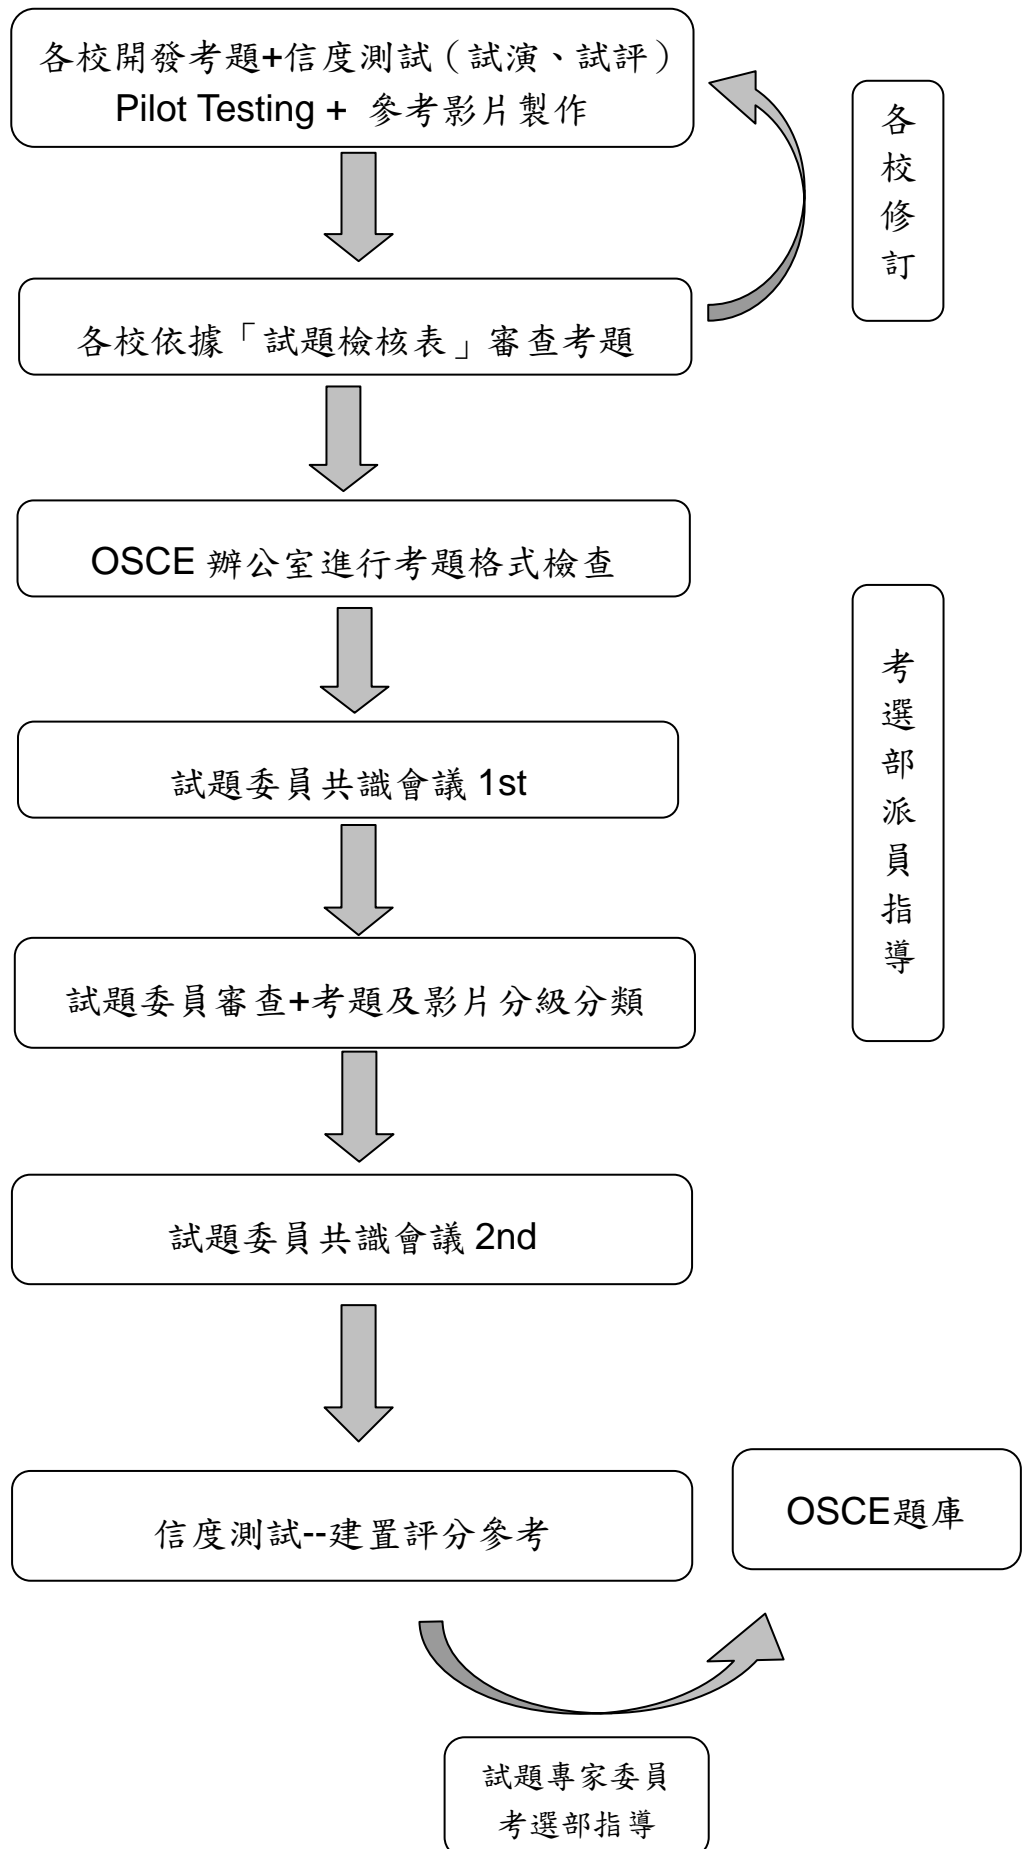 各校開發考題+信度測試（試演、試評）
Pilot Testing + 參考影片製作
各校修訂
各校依據「試題檢核表」審查考題
OSCE 辦公室進行考題格式檢查
考選部派員指導
試題委員共識會議 1st
試題委員審查+考題及影片分級分類
試題委員共識會議 2nd
信度測試--建置評分參考
OSCE題庫
試題專家委員
考選部指導